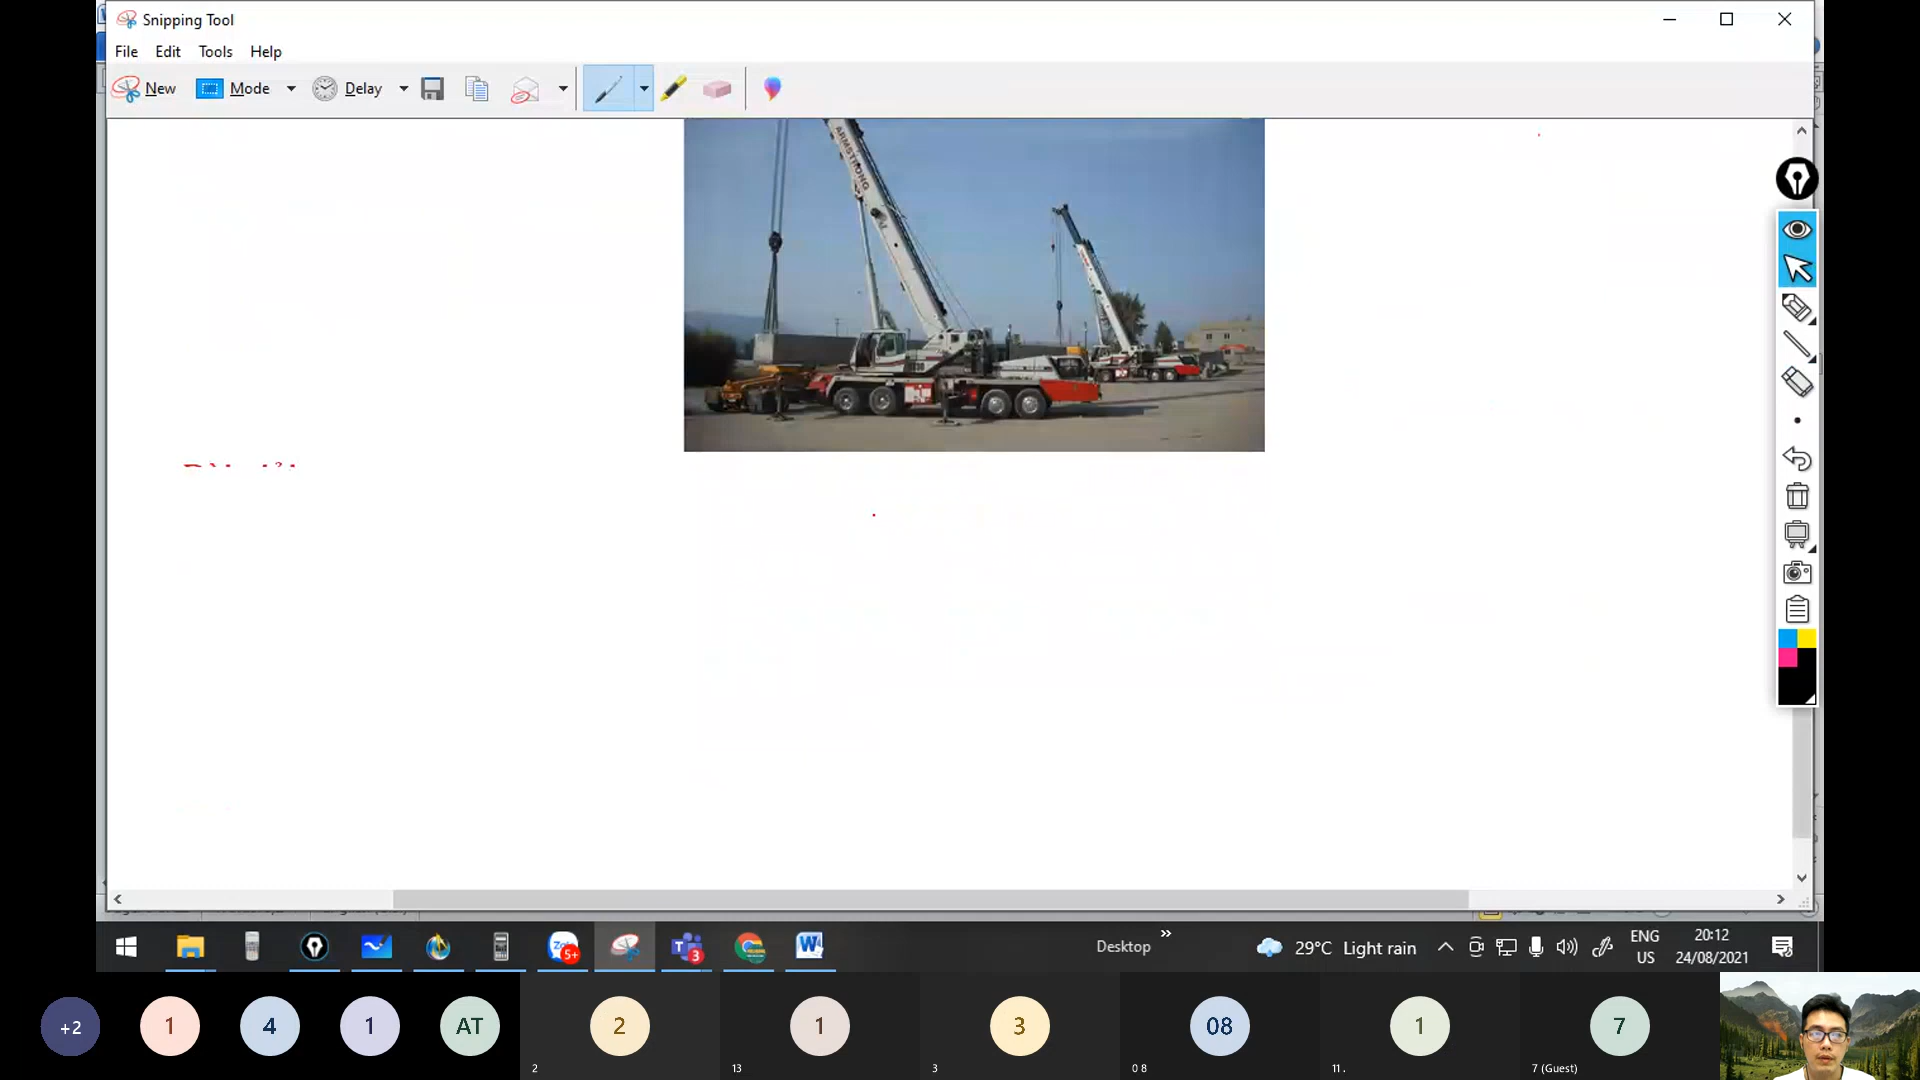 Snipping Tool
File Edit Tools Help
New Mode Delay
ARMSTRONG
Desktop
29°C Light rain
ENG
US
20:12
24/08/2021
5+
3
+2
1
4
1
AT
2
1
3
08
1
7
2
13
3
0 8
11 .
7 (Guest)